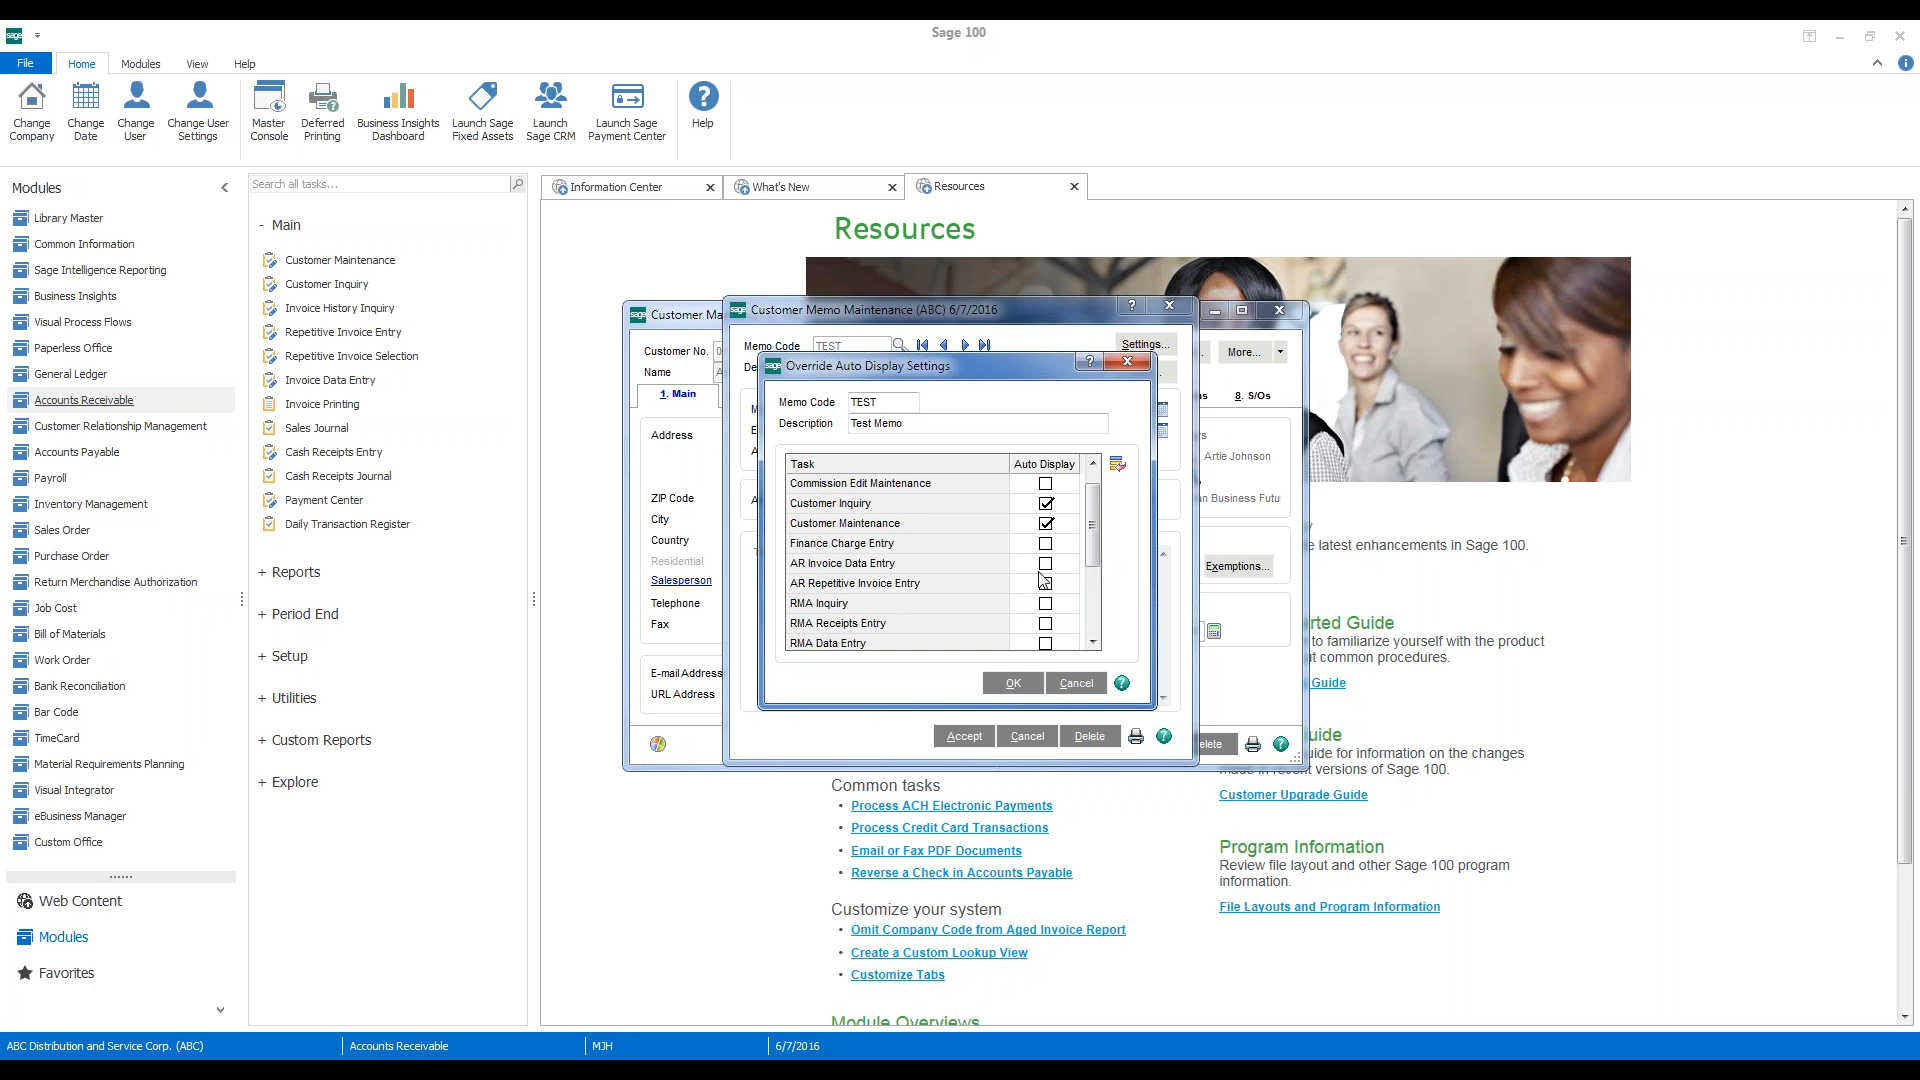 Sage 100
sage
File
Home
Modules
View
Help
Change
Company
Change
Date
Change
User
Change User
Settings
Master
Console
Deferred
Printing
Business Insights
Dashboard
Launch Sage
Fixed Assets
Launch
Sage CRM
Launch Sage
Payment Center
Help
Modules
Library Master
Common Information
Sage Intelligence Reporting
Business Insights
Visual Process Flows
Paperless Office
General Ledger
Accounts Receivable
Customer Relationship Management
Accounts Payable
Payroll
Inventory Management
Sales Order
Purchase Order
Return Merchandise Authorization
Job Cost
Bill of Materials
Work Order
Bank Reconciliation
Bar Code
TimeCard
Material Requirements Planning
Visual Integrator
eBusiness Manager
Custom Office
Web Content
Modules
Favorites
Search all tasks...
- Main
Customer Maintenance
Customer Inquiry
Invoice History Inquiry
Repetitive Invoice Entry
Repetitive Invoice Selection
Invoice Data Entry
Invoice Printing
Sales Journal
Cash Receipts Entry
Cash Receipts Journal
Payment Center
Daily Transaction Register
+ Reports
+ Period End
+ Setup
+ Utilities
+ Custom Reports
+ Explore
Information Center
What's New
Resources
Resources
sage Customer Ma
Customer No. 0
Name A
1. Main
Address
ZIP Code
City
Country
Residential
Salesperson
Telephone
Fax
E-mail Address
URL Address
sage Customer Memo Maintenance (ABC) 6/7/2016
Memo Code TEST
Settings...
De
sage Override Auto Display Settings
Memo Code TEST
Description Test Memo
Task Auto Display
Commission Edit Maintenance
Customer Inquiry
Customer Maintenance
Finance Charge Entry
AR Invoice Data Entry
AR Repetitive Invoice Entry
RMA Inquiry
RMA Receipts Entry
RMA Data Entry
OK Cancel
Accept Cancel Delete
More...
8. S/Os
Artie Johnson
n Business Futu
Exemptions...
elete
e latest enhancements in Sage 100.
rted Guide
to familiarize yourself with the product
t common procedures.
Guide
uide
uide for information on the changes
made in recent versions of Sage 100.
Customer Upgrade Guide
Program Information
Review file layout and other Sage 100 program
information.
File Layouts and Program Information
Common tasks
• Process ACH Electronic Payments
• Process Credit Card Transactions
• Email or Fax PDF Documents
• Reverse a Check in Accounts Payable
Customize your system
• Omit Company Code from Aged Invoice Report
• Create a Custom Lookup View
• Customize Tabs
Module Overviews
ABC Distribution and Service Corp. (ABC)
Accounts Receivable
MJH
6/7/2016